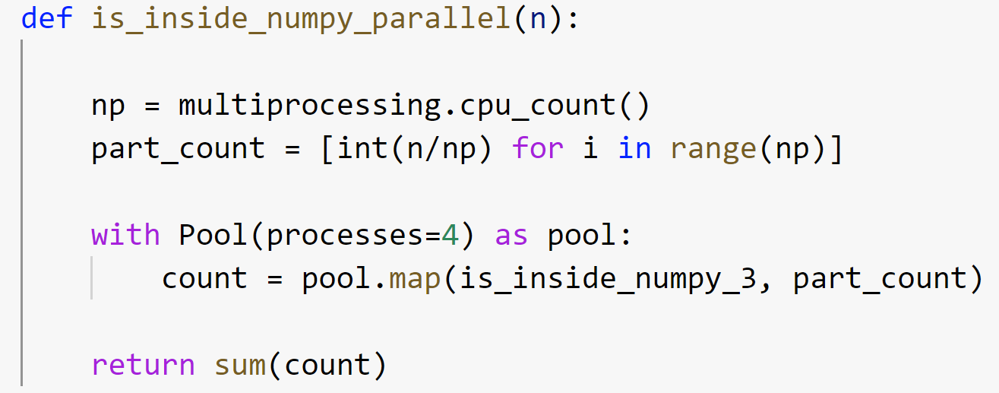 def is_inside_numpy_parallel(n):
    np = multiprocessing.cpu_count()
    part_count = [int(n/np) for i in range(np)]
    with Pool(processes=4) as pool:
        count = pool.map(is_inside_numpy_3, part_count)
    return sum(count)